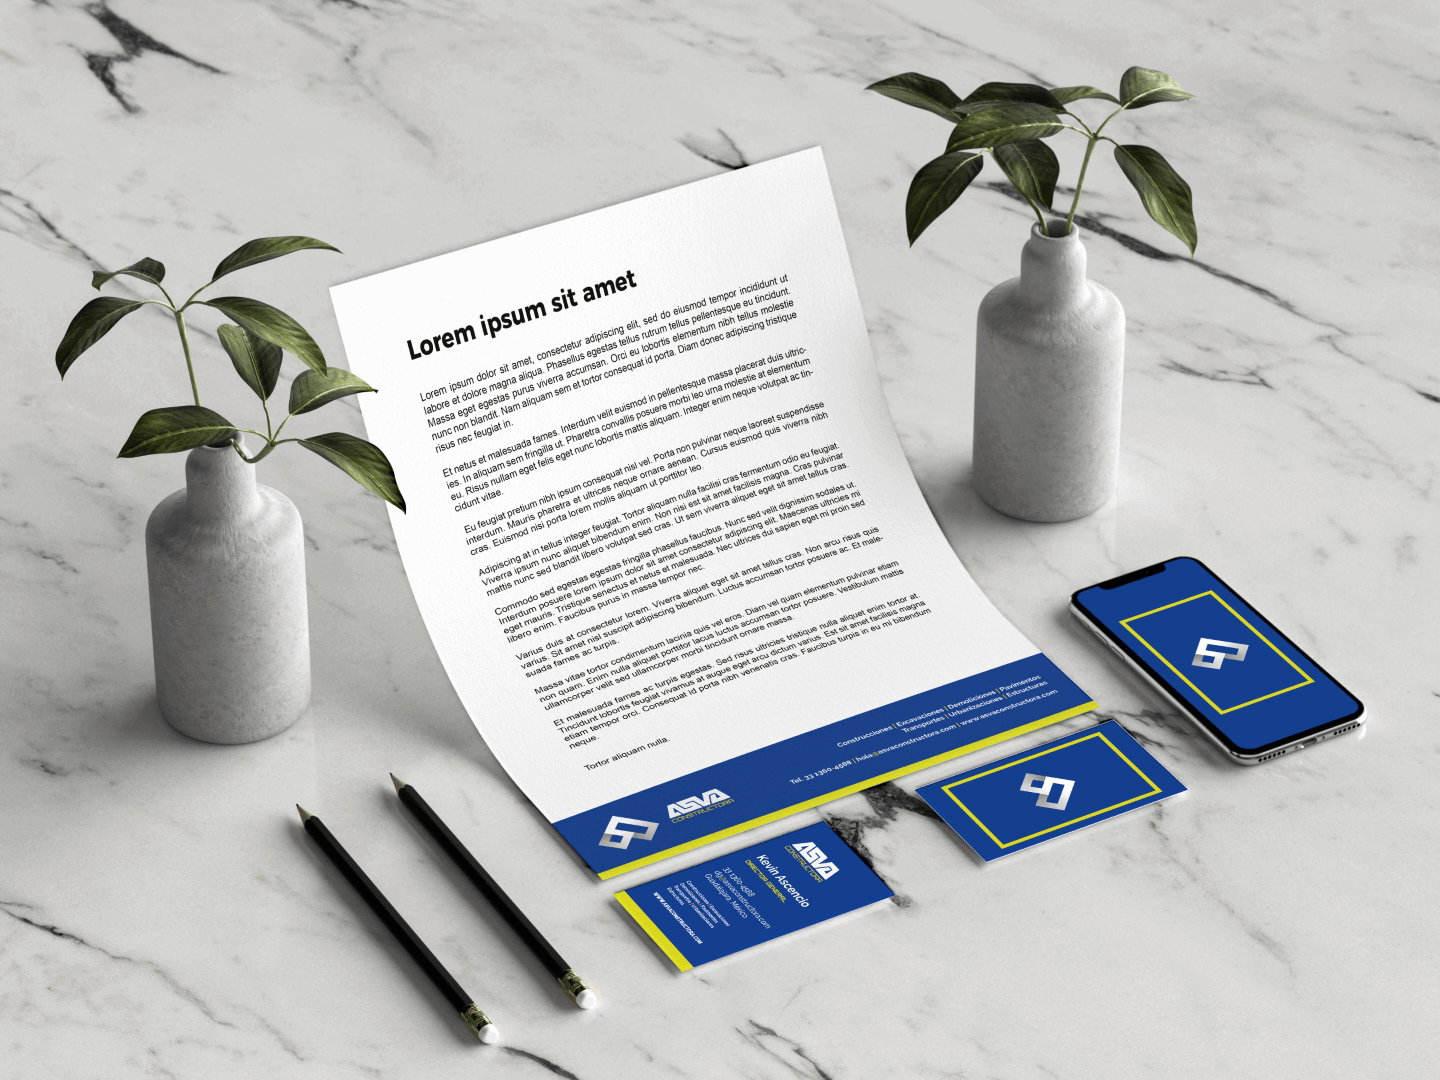 Lorem ipsum sit amet
Lorem ipsum dolor sit amet, consectetur adipiscing elit, sed do eiusmod tempor incididunt ut
labore et dolore magna aliqua. Phasellus egestas tellus rutrum tellus pellentesque eu tincidunt.
Massa eget egestas purus viverra accumsan. Orci eu lobortis elementum nibh tellus molestie
nunc non blandit. Nam aliquam sem et tortor consequat id porta. Diam donec adipiscing tristique
risus nec feugiat in.
Et netus et malesuada fames. Interdum velit euismod in pellentesque massa placerat duis ultric-
ies. In aliquam sem fringilla ut. Pharetra convallis posuere morbi leo urna molestie at elementum
eu. Risus nullam eget felis eget nunc lobortis mattis aliquam. Integer enim neque volutpat ac tin-
cidunt vitae.
Eu feugiat pretium nibh ipsum consequat nisl vel. Porta non pulvinar neque laoreet suspendisse
interdum. Mauris pharetra et ultrices neque ornare aenean. Cursus euismod quis viverra nibh
cras. Euismod nisi porta lorem mollis aliquam ut porttitor leo.
Adipiscing at in tellus integer feugiat. Tortor aliquam nulla facilisi cras fermentum odio eu feugiat.
Viverra ipsum nunc aliquet bibendum enim. Non nisi est sit amet facilisis magna. Cras pulvinar
mattis nunc sed blandit libero volutpat sed cras. Ut sem viverra aliquet eget sit amet tellus cras.
Commodo sed egestas egestas fringilla phasellus faucibus. Nunc sed velit dignissim sodales ut.
Interdum posuere lorem ipsum dolor sit amet consectetur adipiscing elit. Maecenas ultricies mi
eget mauris. Tristique senectus et netus et malesuada. Nec ultrices dui sapien eget mi proin sed
libero enim. Faucibus purus in massa tempor nec.
Varius duis at consectetur lorem. Viverra aliquet eget sit amet tellus cras. Non arcu risus quis
varius. Sit amet nisl suscipit adipiscing bibendum. Luctus accumsan tortor posuere ac. Et male-
suada fames ac turpis.
Massa vitae tortor condimentum lacinia quis vel eros. Diam vel quam elementum pulvinar etiam
non quam. Enim nulla aliquet porttitor lacus luctus accumsan tortor posuere. Vestibulum mattis
ullamcorper velit sed ullamcorper morbi tincidunt ornare massa.
Et malesuada fames ac turpis egestas. Sed risus ultricies tristique nulla aliquet enim tortor at.
Tincidunt lobortis feugiat vivamus at augue eget arcu dictum varius. Est sit amet facilisis magna
etiam tempor orci. Consequat id porta nibh venenatis cras. Faucibus turpis in eu mi bibendum
neque.
Tortor aliquam nulla.
Construcciones | Excavaciones | Demoliciones | Pavimentos
Transportes | Urbanizaciones | Estructuras
Tel. 33 1360-4588 | hola@asvaconstructora.com | www.asvaconstructora.com
ASVA
CONSTRUCTORA
ASVA
CONSTRUCTORA
Kevin Ascencio
DIRECTOR GENERAL
33 1360-4588
dg@asvaconstructora.com
Guadalajara, México
Construcciones | Excavaciones
Demoliciones | Pavimentos
Transportes | Urbanizaciones
Estructuras
WWW.ASVACONSTRUCTORA.COM